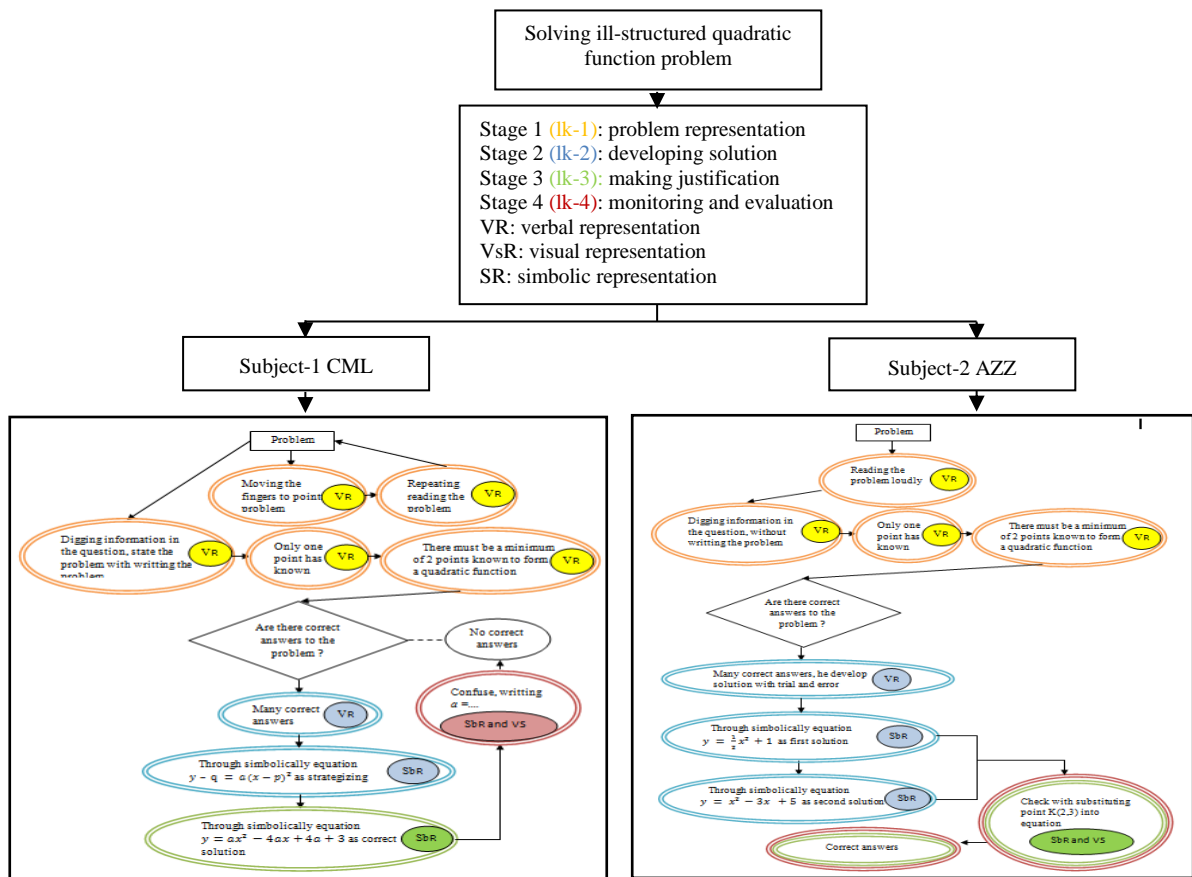 Solving ill-structured quadratic
function problem
Stage 1 (lk-1): problem representation
Stage 2 (lk-2): developing solution
Stage 3 (lk-3): making justification
Stage 4 (lk-4): monitoring and evaluation
VR: verbal representation
VsR: visual representation
SR: simbolic representation
Subject-1 CML
Subject-2 AZZ
Problem
Moving the
fingers to point
problem
VR
Repeating
reading the
problem
VR
Digging information in
the question, state the
problem with writting the
problem
VR
Only one
point has
known
VR
There must be a minimum
of 2 points known to form
a quadratic function
VR
Are there correct
answers to the
problem ?
No correct
answers
Many correct
answers
VR
Confuse, writting
a =....
SbR and VS
Through simbolically equation
y – q = a(x – p)² as strategizing
SbR
Through simbolically equation
y = ax² − 4ax + 4a + 3 as correct
solution
SbR
Problem
Reading the
problem loudly
VR
Digging information in
the question, without
writting the problem
VR
Only one
point has
known
VR
There must be a minimum
of 2 points known to form
a quadratic function
VR
Are there correct
answers to the
problem ?
Many correct answers, he develop
solution with trial and error
VR
Through simbolically equation
y = ½x² + 1 as first solution
SbR
Through simbolically equation
y = x² − 3x + 5 as second solution
SbR
Check with substituting
point K(2,3) into
equation
SbR and VS
Correct answers